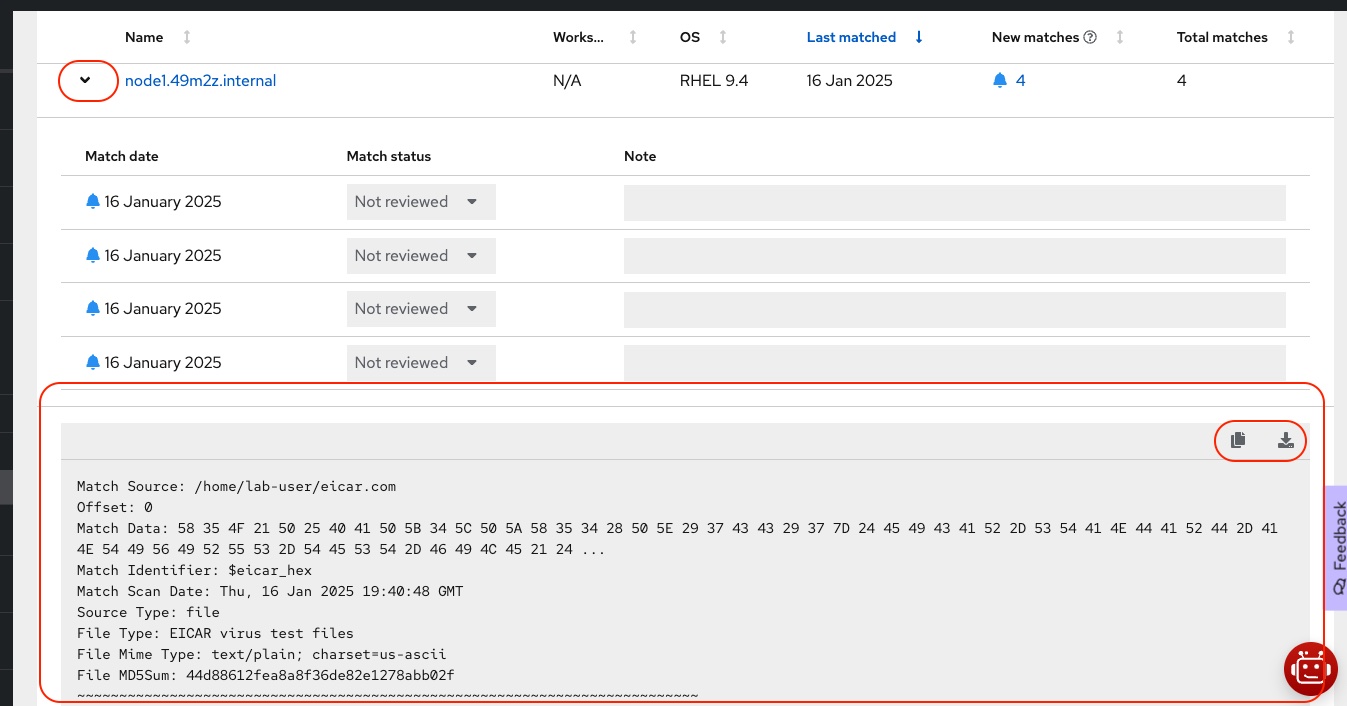 Name Works... OS Last matched New matches Total matches
node1.49m2z.internal N/A RHEL 9.4 16 Jan 2025 4 4
Match date Match status Note
16 January 2025 Not reviewed
16 January 2025 Not reviewed
16 January 2025 Not reviewed
16 January 2025 Not reviewed
Match Source: /home/lab-user/eicar.com
Offset: 0
Match Data: 58 35 4F 21 50 25 40 41 50 5B 34 5C 50 5A 58 35 34 28 50 5E 29 37 43 43 29 37 7D 24 45 49 43 41 52 2D 53 54 41 4E 44 41 52 44 2D 41
4E 54 49 56 49 52 55 53 2D 54 45 53 54 2D 46 49 4C 45 21 24 ...
Match Identifier: $eicar_hex
Match Scan Date: Thu, 16 Jan 2025 19:40:48 GMT
Source Type: file
File Type: EICAR virus test files
File Mime Type: text/plain; charset=us-ascii
File MD5Sum: 44d88612fea8a8f36de82e1278abb02f
~~~~~~~~~~~~~~~~~~~~~~~~~~~~~~~~~~~~~~~~~~~~~~~~~~~~~~~~~~~~~~~~~~~~~~~~~~
Feedback